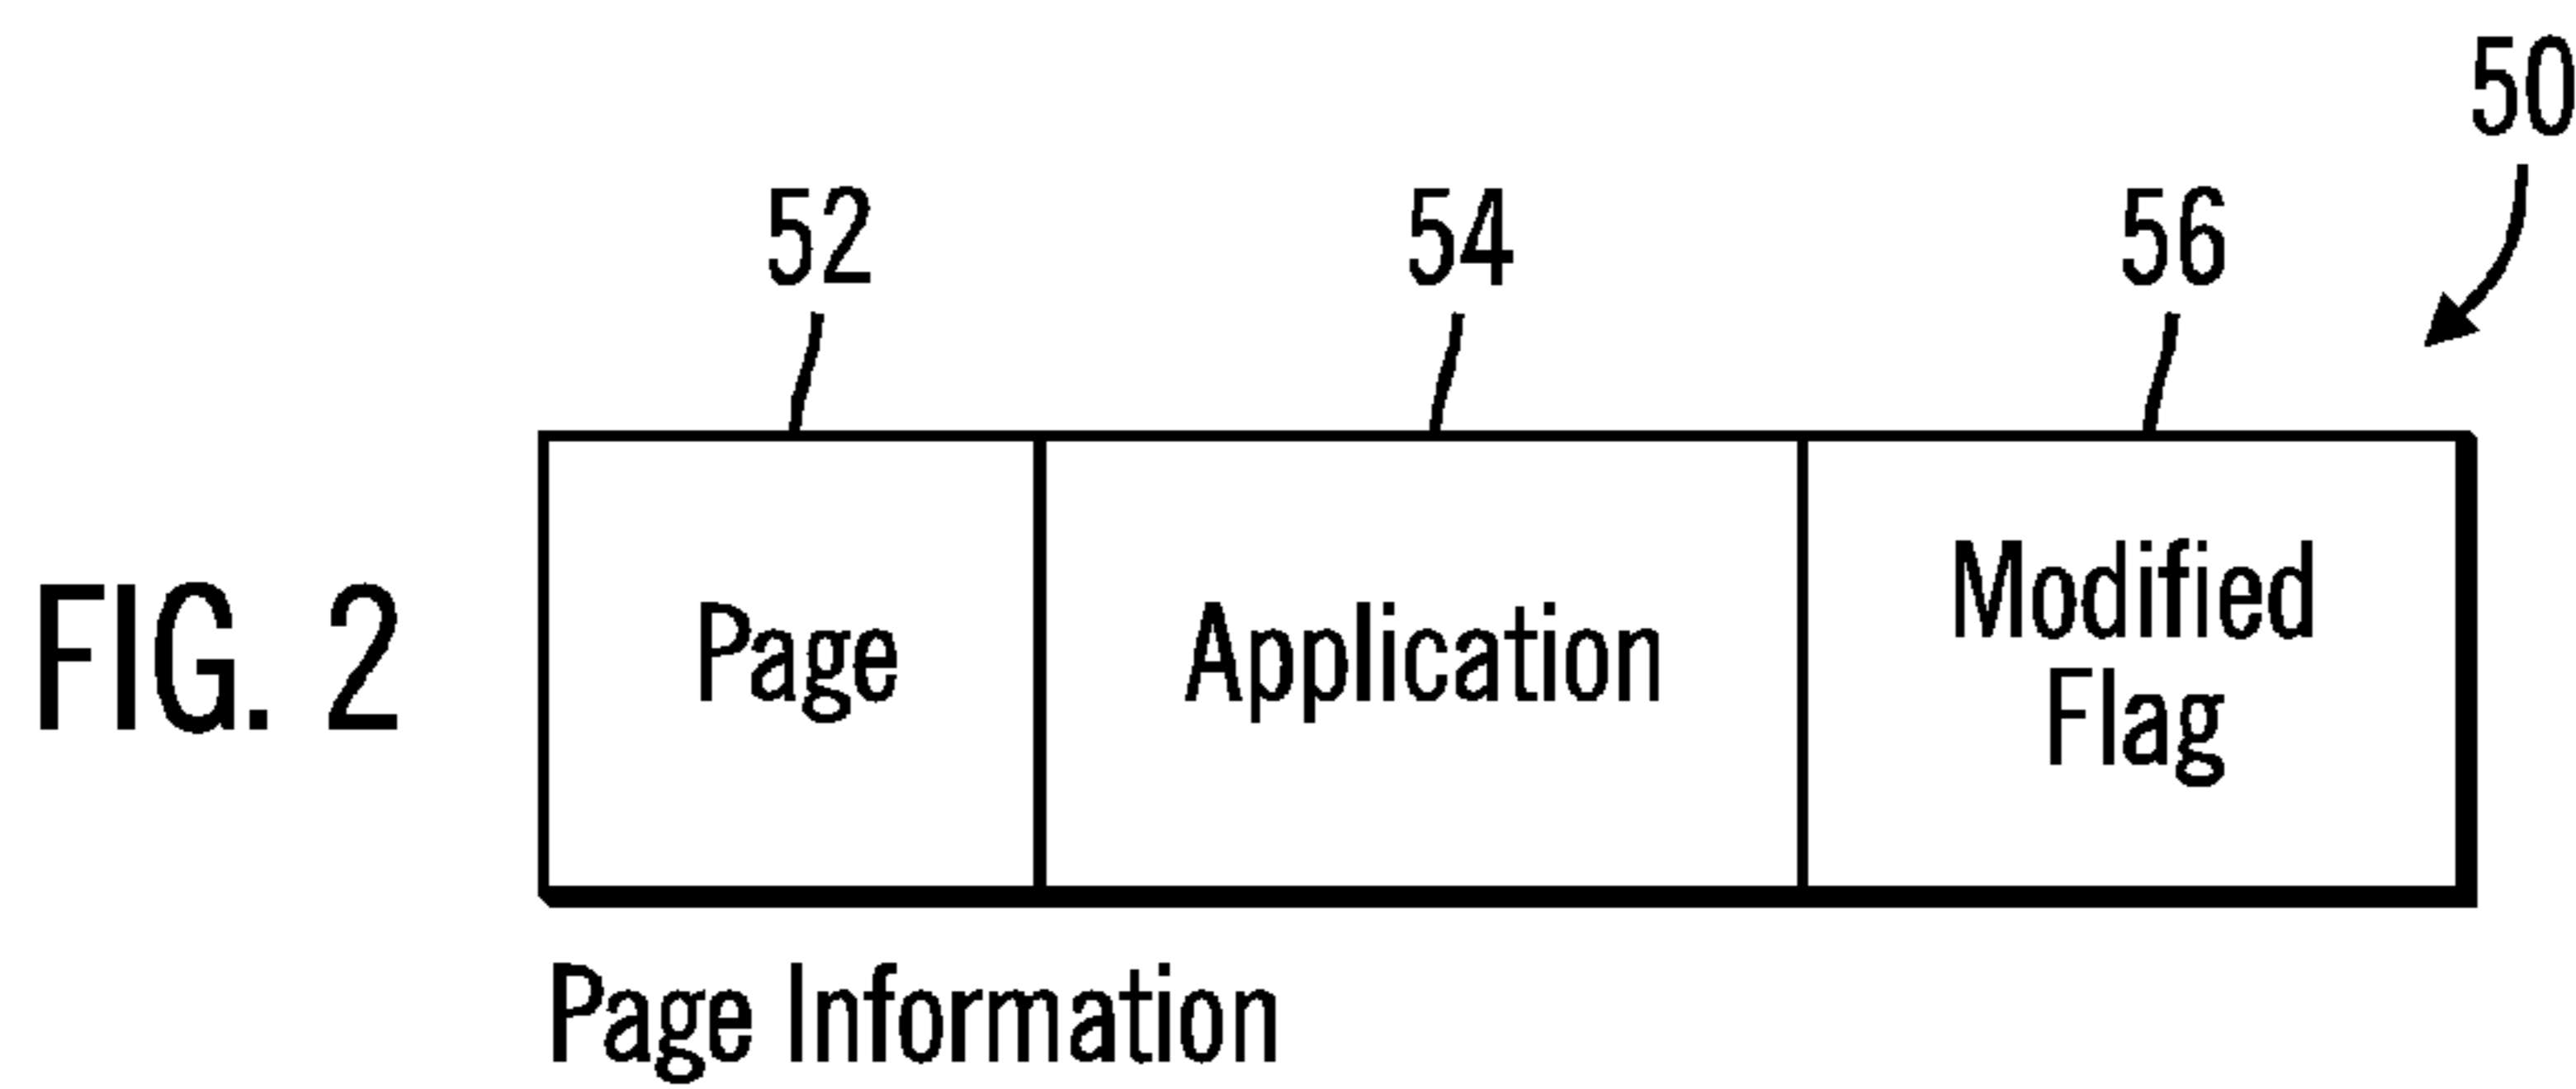 50
52 54 56
FIG. 2
Page
Application
Modified
Flag
Page Information